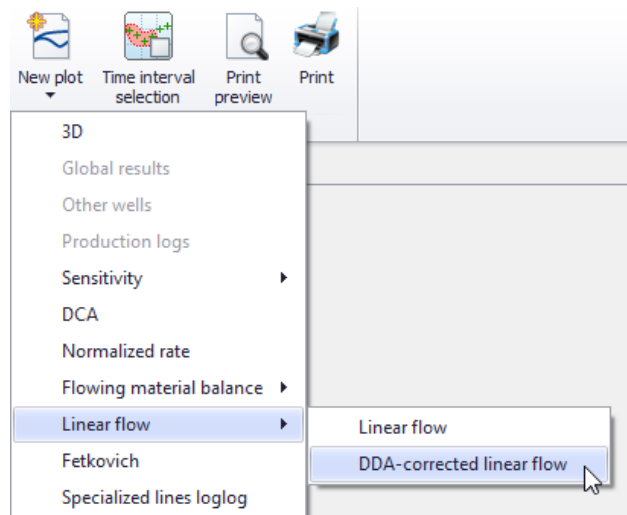 New plot
Time interval
selection
Print
preview
Print
3D
Global results
Other wells
Production logs
Sensitivity
DCA
Normalized rate
Flowing material balance
Linear flow
Linear flow
Fetkovich
DDA-corrected linear flow
Specialized lines loglog